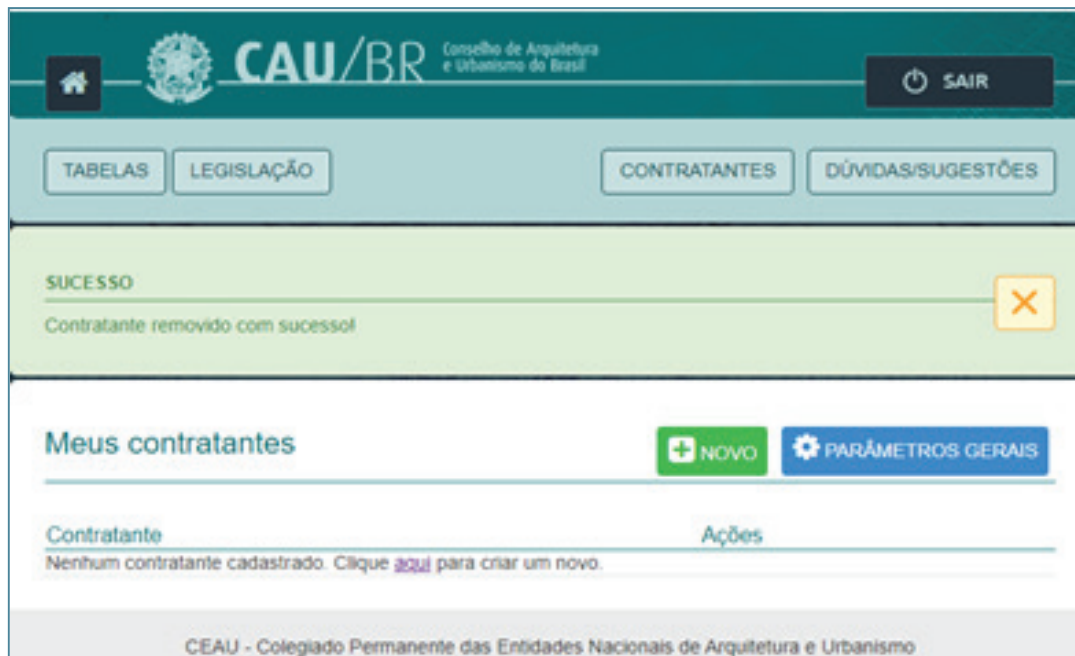 CAU/BR Conselho de Arquitetura
e Urbanismo do Brasil
SAIR
TABELAS LEGISLAÇÃO CONTRATANTES DÚVIDAS/SUGESTÕES
SUCESSO
Contratante removido com sucesso!
Meus contratantes NOVO PARÂMETROS GERAIS
Contratante Ações
Nenhum contratante cadastrado. Clique aqui para criar um novo.
CEAU - Colegiado Permanente das Entidades Nacionais de Arquitetura e Urbanismo